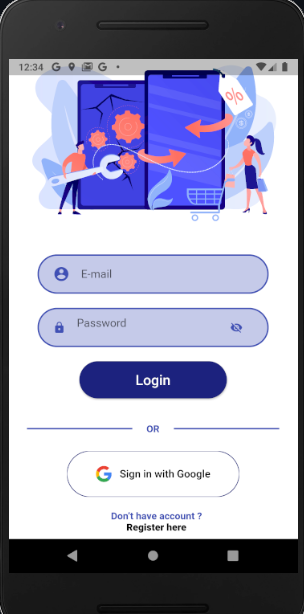 12:34
%
E-mail
Password
Login
OR
Sign in with Google
Don't have account ?
Register here